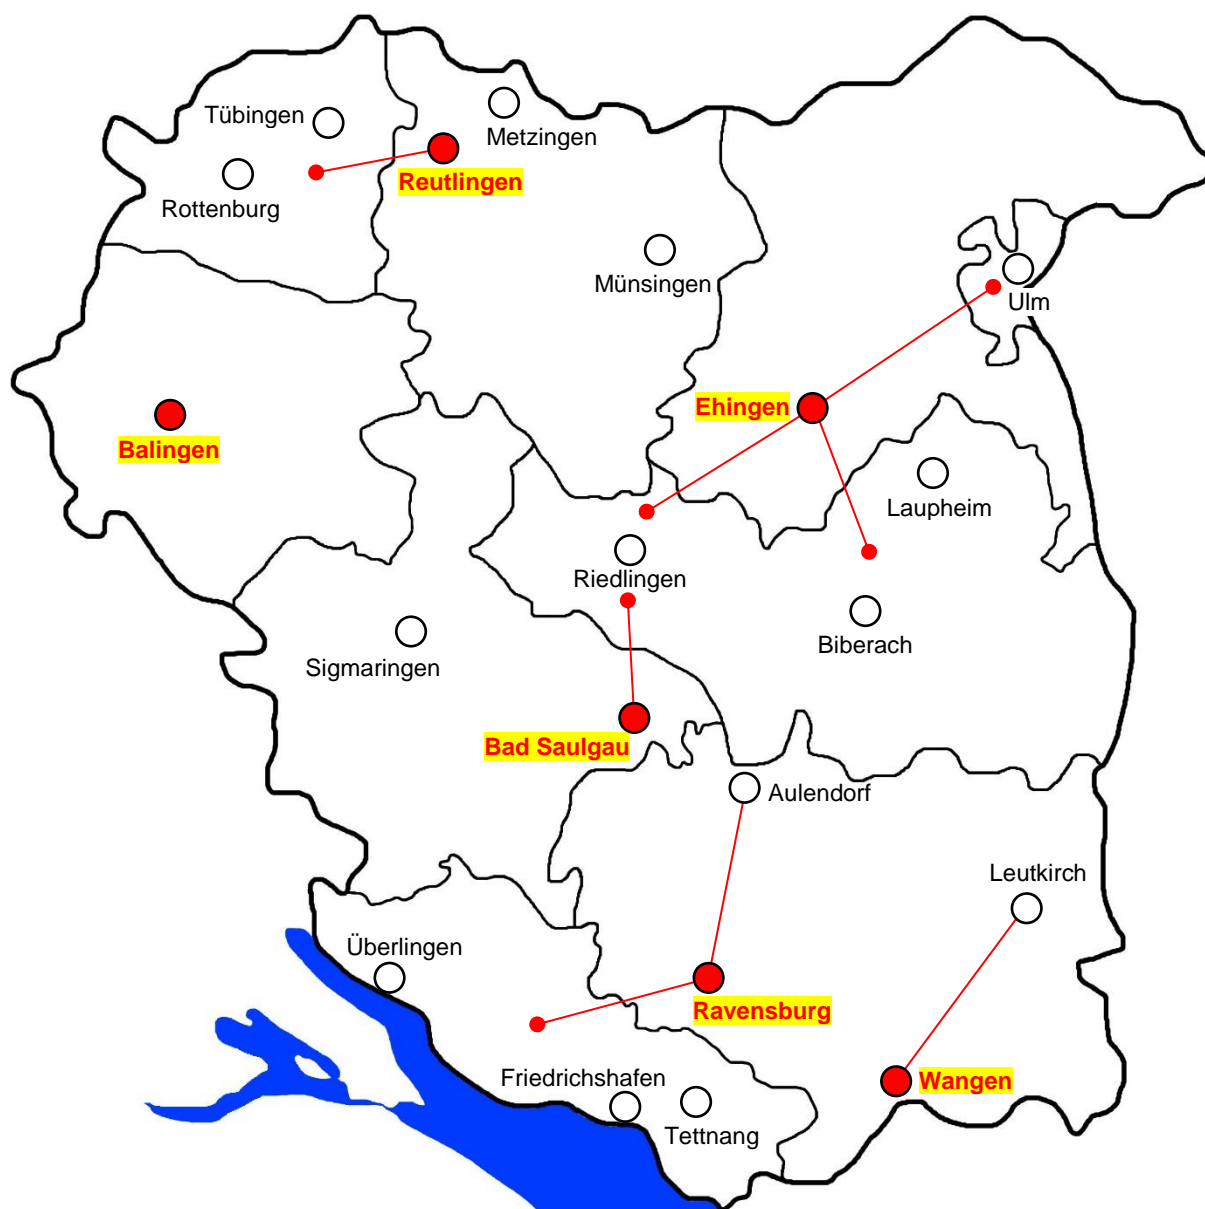 Tübingen
Metzingen
Reutlingen
Rottenburg
Münsingen
Ulm
Ehingen
Balingen
Laupheim
Riedlingen
Biberach
Sigmaringen
Bad Saulgau
Aulendorf
Leutkirch
Überlingen
Ravensburg
Friedrichshafen
Wangen
Tettnang